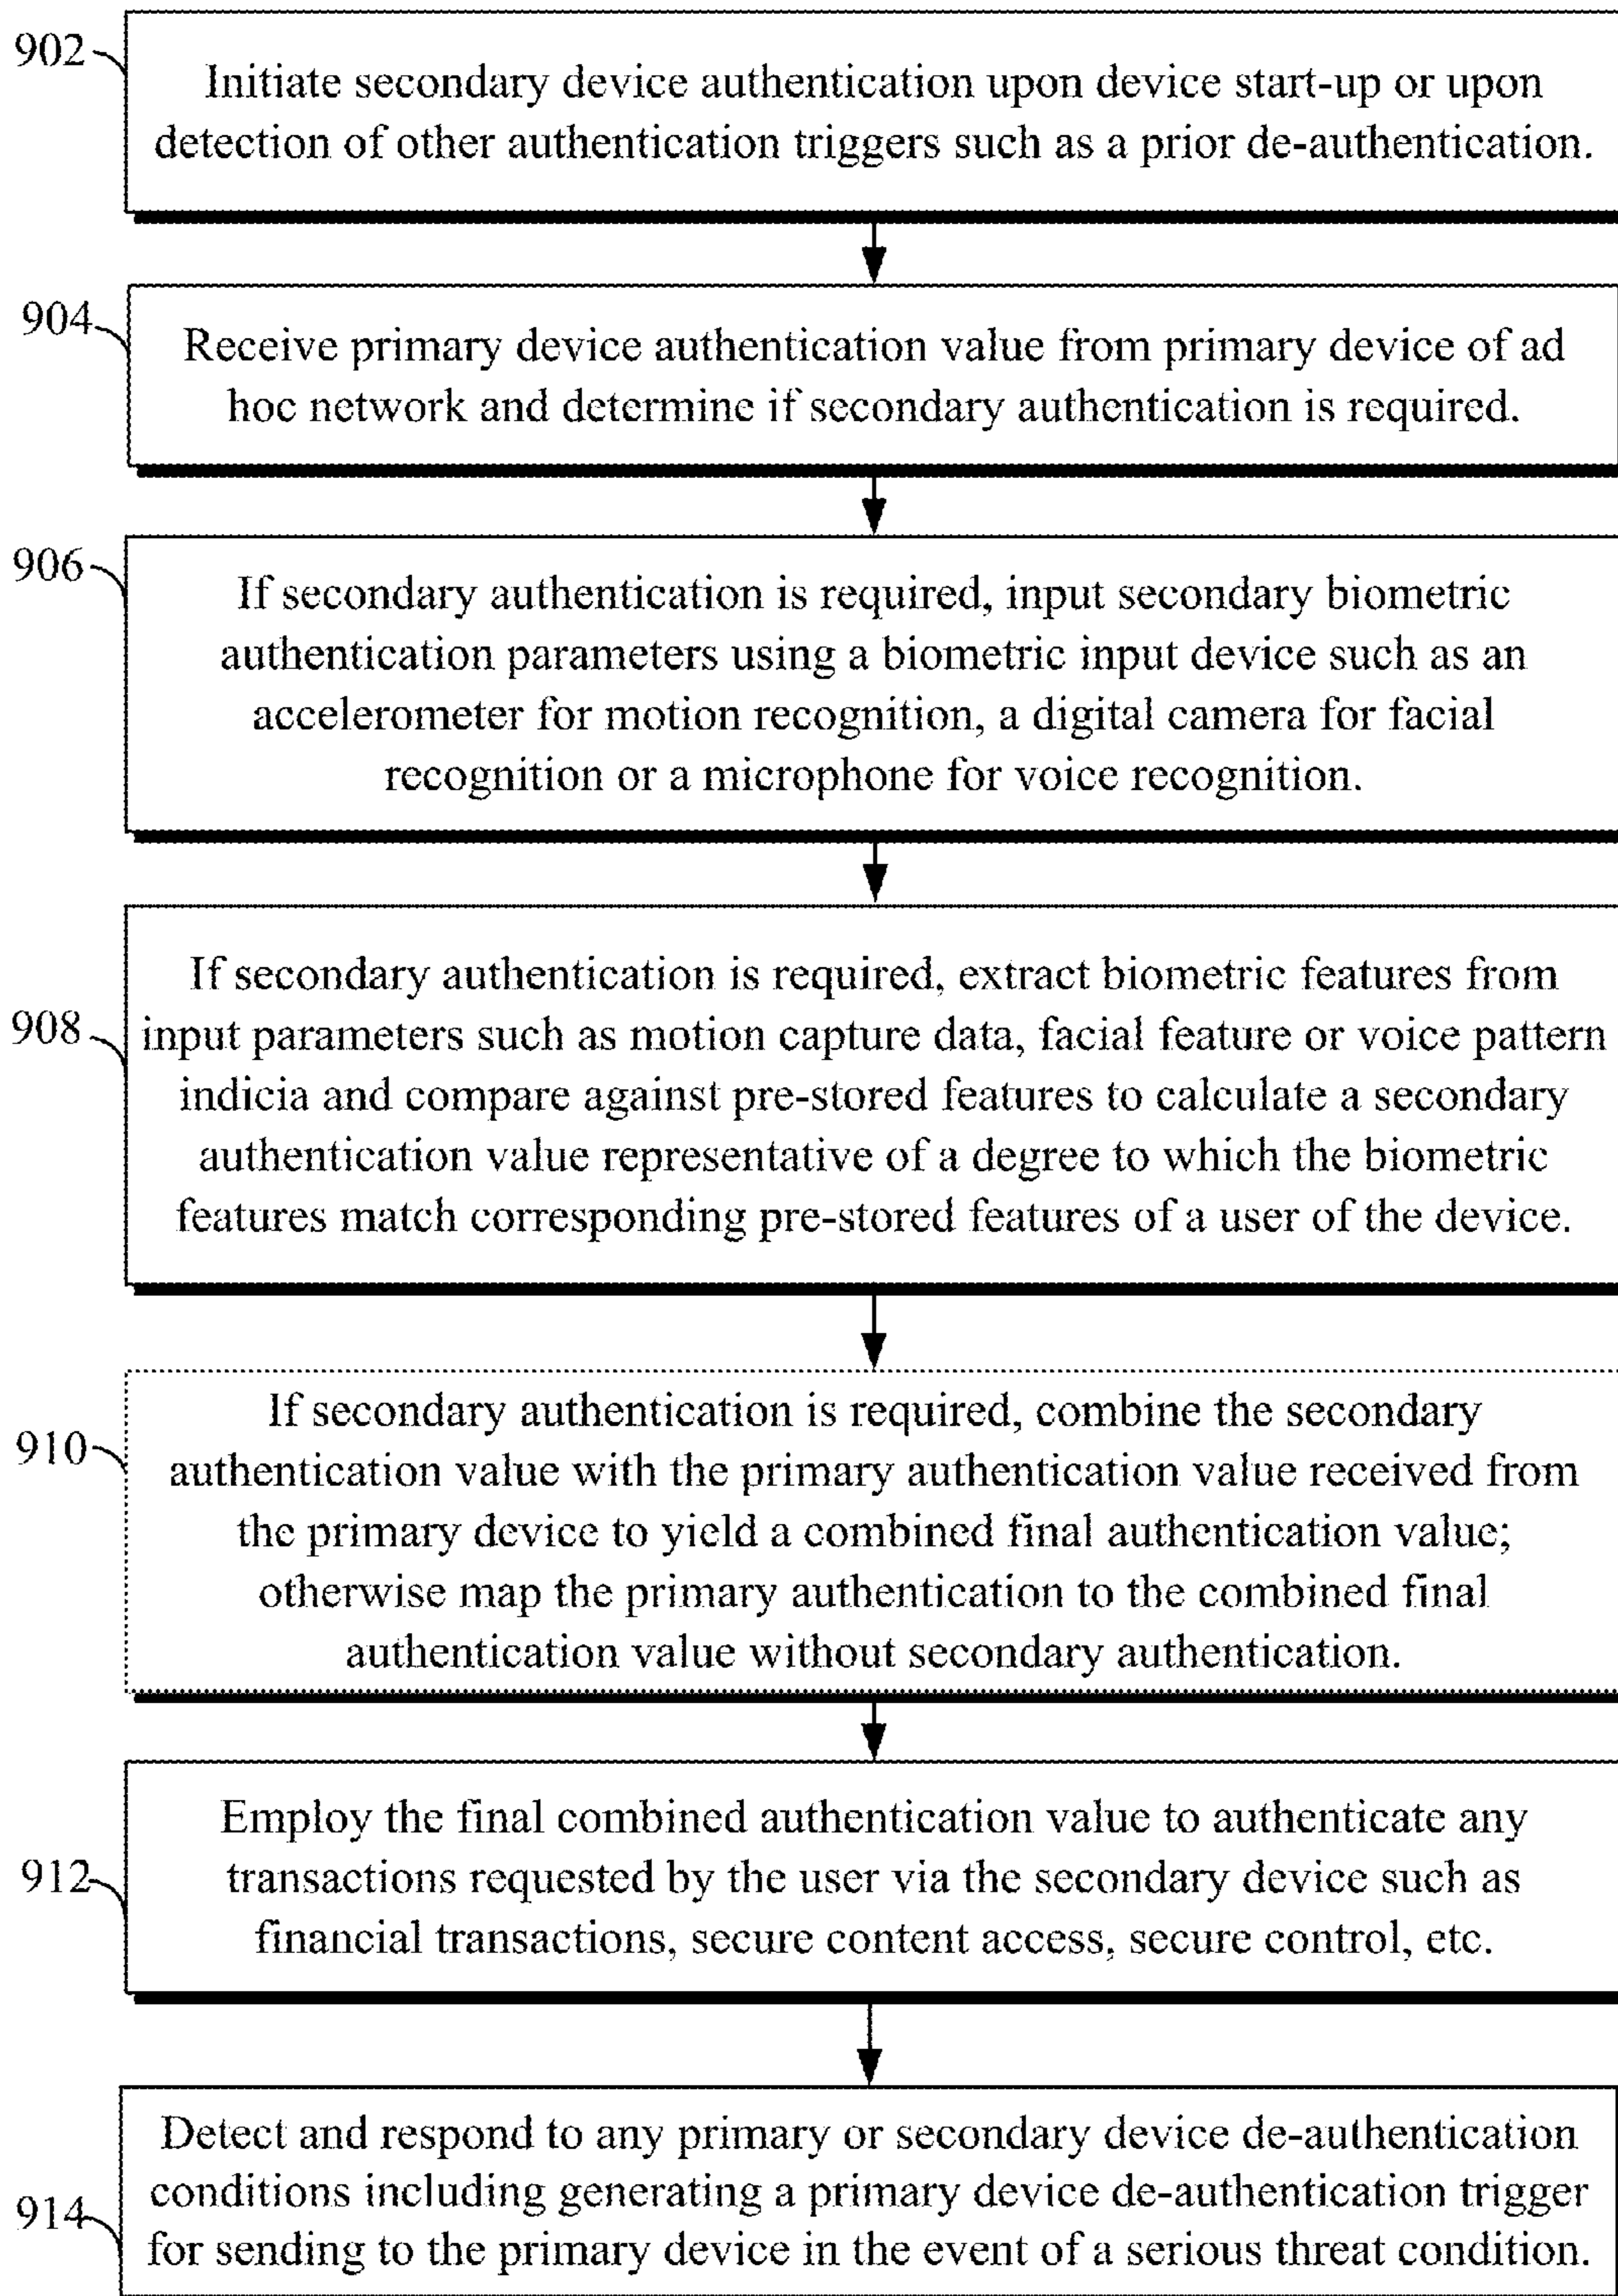 902
Initiate secondary device authentication upon device start-up or upon
detection of other authentication triggers such as a prior de-authentication.
904
Receive primary device authentication value from primary device of ad
hoc network and determine if secondary authentication is required.
906
If secondary authentication is required, input secondary biometric
authentication parameters using a biometric input device such as an
accelerometer for motion recognition, a digital camera for facial
recognition or a microphone for voice recognition.
908
If secondary authentication is required, extract biometric features from
input parameters such as motion capture data, facial feature or voice pattern
indicia and compare against pre-stored features to calculate a secondary
authentication value representative of a degree to which the biometric
features match corresponding pre-stored features of a user of the device.
910
If secondary authentication is required, combine the secondary
authentication value with the primary authentication value received from
the primary device to yield a combined final authentication value;
otherwise map the primary authentication to the combined final
authentication value without secondary authentication.
912
Employ the final combined authentication value to authenticate any
transactions requested by the user via the secondary device such as
financial transactions, secure content access, secure control, etc.
914
Detect and respond to any primary or secondary device de-authentication
conditions including generating a primary device de-authentication trigger
for sending to the primary device in the event of a serious threat condition.